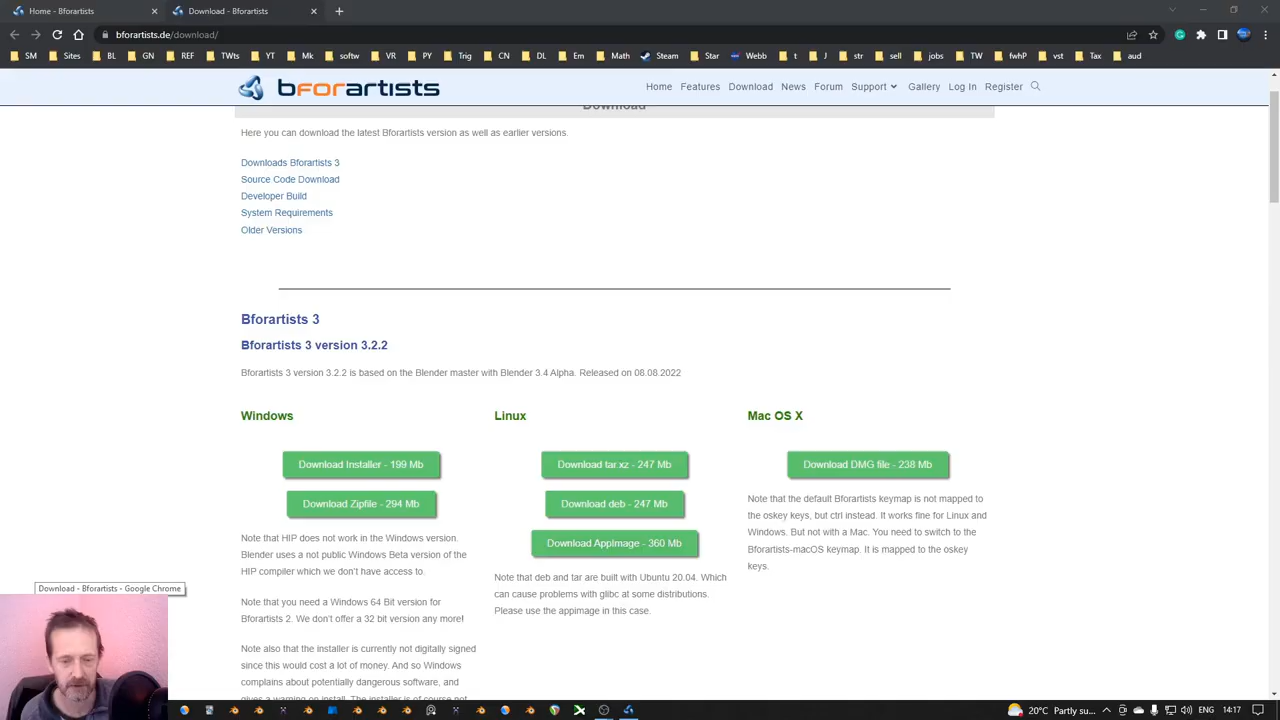 Home - Bforartists
Download - Bforartists
bforartists.de/download/
SM
BL
GN
REF
TWts
WIP
MK
softw
VR
PY
Trig
CN
DL
Em
Math
Steam
Star
Webb
t
J
str
sell
jobs
TW
fwhP
vst
Tax
aud
bforartists
Home
Features
Download
News
Forum
Support
Gallery
Log In
Register
Download
Here you can download the latest Bforartists version as well as earlier versions.
Downloads Bforartists 3
Source Code Download
Developer Build
System Requirements
Older Versions
Bforartists 3
Bforartists 3 version 3.2.2
Bforartists 3 version 3.2.2 is based on the Blender master with Blender 3.4 Alpha. Released on 08.08.2022
Windows
Download Installer - 199 Mb
Download Zipfile - 294 Mb
Note that HIP does not work in the Windows version.
Blender uses a not public Windows Beta version of the
HIP compiler which we don't have access to.
Note that you need a Windows 64 Bit version for
Bforartists 2. We don't offer a 32 bit version any more!
Note also that the installer is currently not digitally signed
since this would cost a lot of money. And so Windows
complains about potentially dangerous software, and
gives a warning on install. The installer is of course not
Linux
Download tar.xz - 247 Mb
Download deb - 247 Mb
Download AppImage - 360 Mb
Note that deb and tar are built with Ubuntu 20.04. Which
can cause problems with glibc at some distributions.
Please use the appimage in this case.
Mac OS X
Download DMG file - 238 Mb
Note that the default Bforartists keymap is not mapped to
the oskey keys, but ctrl instead. It works fine for Linux and
Windows. But not with a Mac. You need to switch to the
Bforartists-macOS keymap. It is mapped to the oskey
keys.
Download - Bforartists - Google Chrome
20°C Partly su...
ENG
14:17